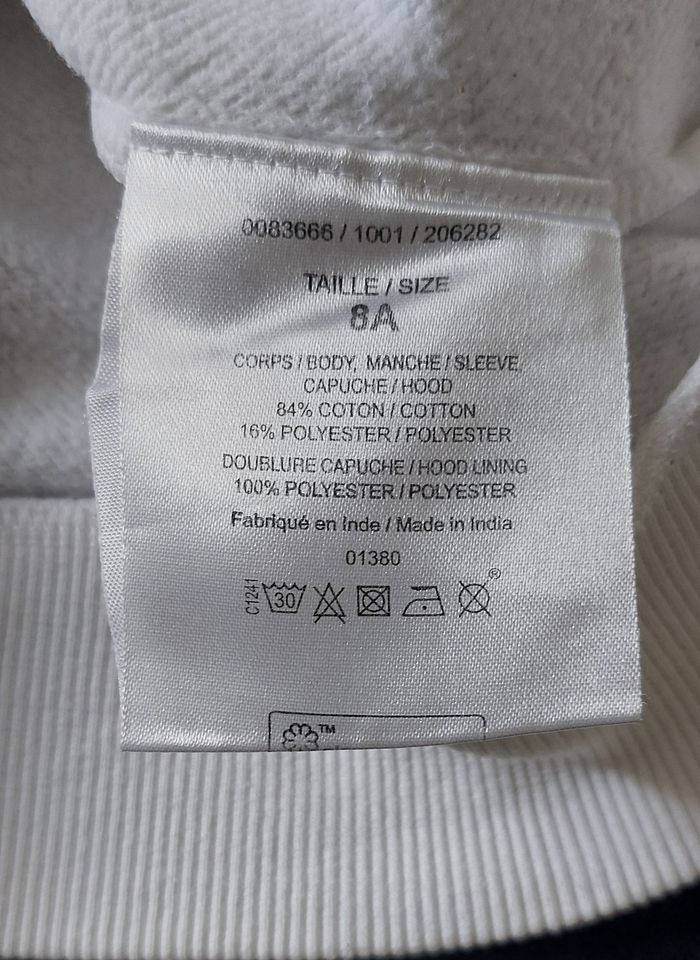 0083666 / 1001 / 206282
TAILLE / SIZE
8A
CORPS / BODY, MANCHE / SLEEVE,
CAPUCHE / HOOD
84% COTON / COTTON
16% POLYESTER / POLYESTER
DOUBLURE CAPUCHE / HOOD LINING
100% POLYESTER / POLYESTER
Fabriqué en Inde / Made in India
01380
C1241
30
®
TM